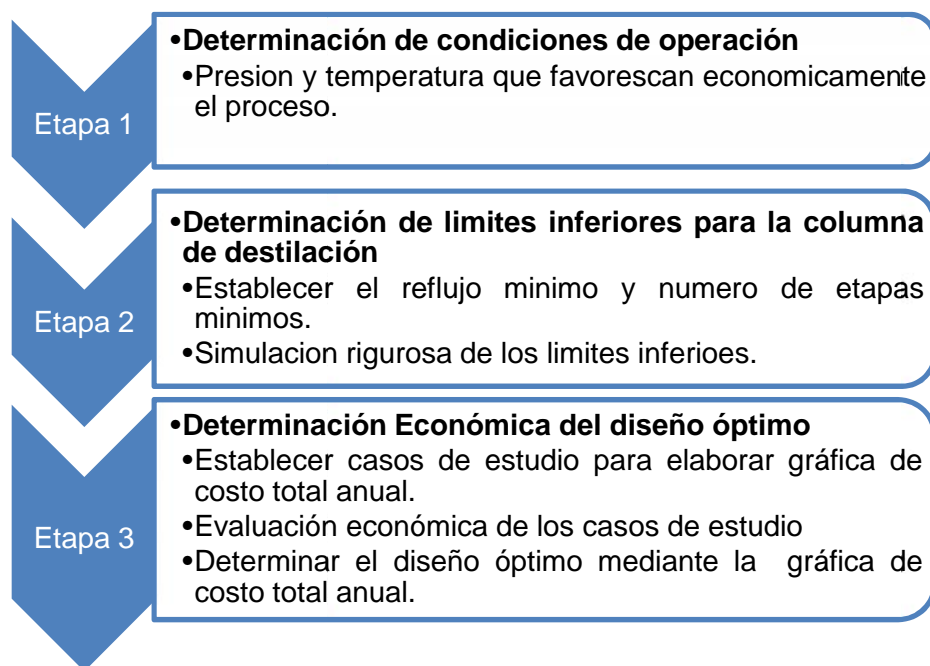 Etapa 1
•Determinación de condiciones de operación
•Presion y temperatura que favorescan economicamente
el proceso.
Etapa 2
•Determinación de limites inferiores para la columna
de destilación
•Establecer el reflujo minimo y numero de etapas
minimos.
•Simulacion rigurosa de los limites inferioes.
Etapa 3
•Determinación Económica del diseño óptimo
•Establecer casos de estudio para elaborar gráfica de
costo total anual.
•Evaluación económica de los casos de estudio
•Determinar el diseño óptimo mediante la gráfica de
costo total anual.